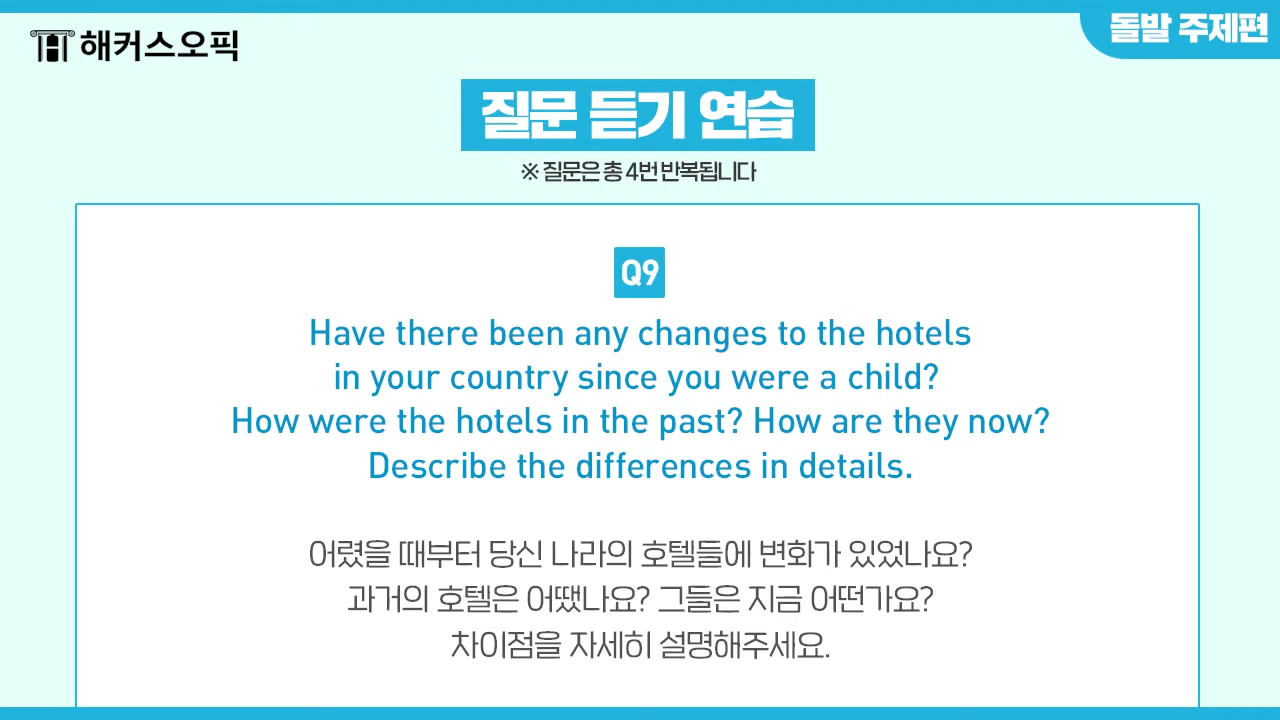 해커스오픽
돌발 주제편
질문 듣기 연습
※ 질문은 총 4번 반복됩니다
Q9
Have there been any changes to the hotels
in your country since you were a child?
How were the hotels in the past? How are they now?
Describe the differences in details.
어렸을 때부터 당신 나라의 호텔들에 변화가 있었나요?
과거의 호텔은 어땠나요? 그들은 지금 어떤가요?
차이점을 자세히 설명해주세요.